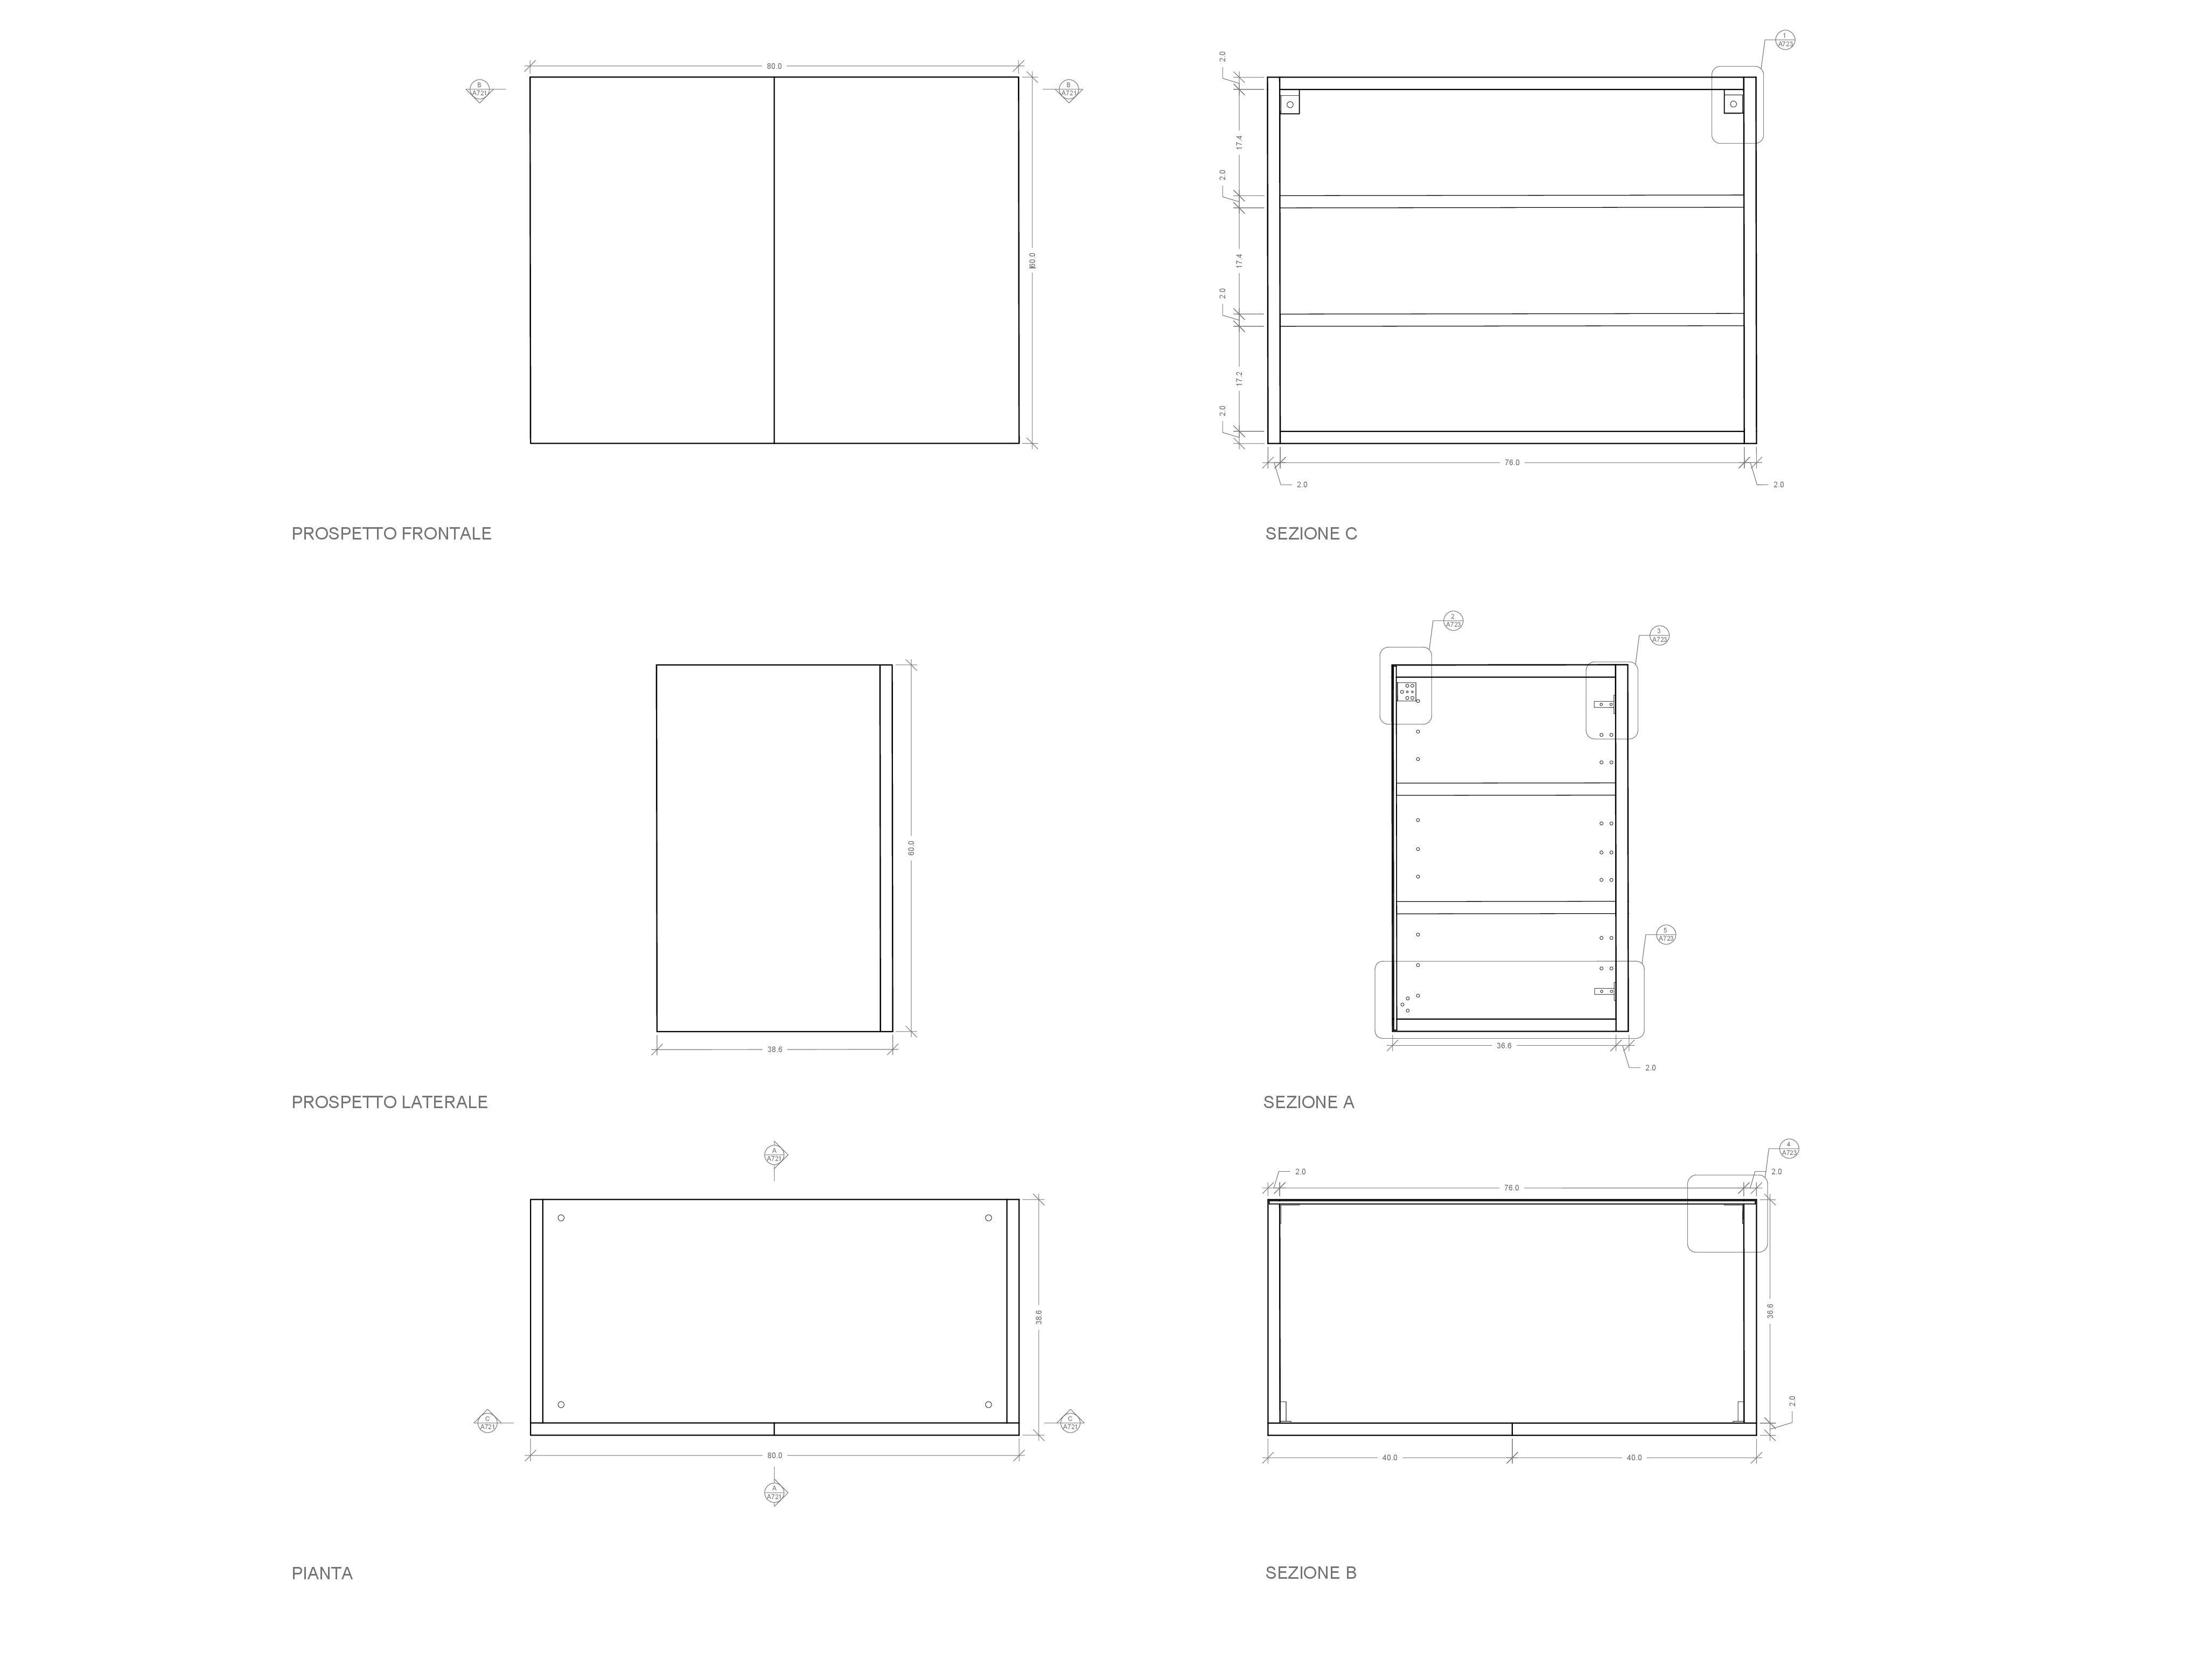 80.0
B
A721
B
A721
60.0
PROSPETTO FRONTALE
1
A723
2.0
17.4
2.0
17.4
2.0
17.2
2.0
76.0
2.0
2.0
SEZIONE C
60.0
38.6
PROSPETTO LATERALE
2
A723
3
A723
5
A723
36.6
2.0
SEZIONE A
A
A721
38.6
C
A721
C
A721
80.0
A
A721
PIANTA
4
A723
2.0
2.0
76.0
36.6
2.0
40.0
40.0
SEZIONE B